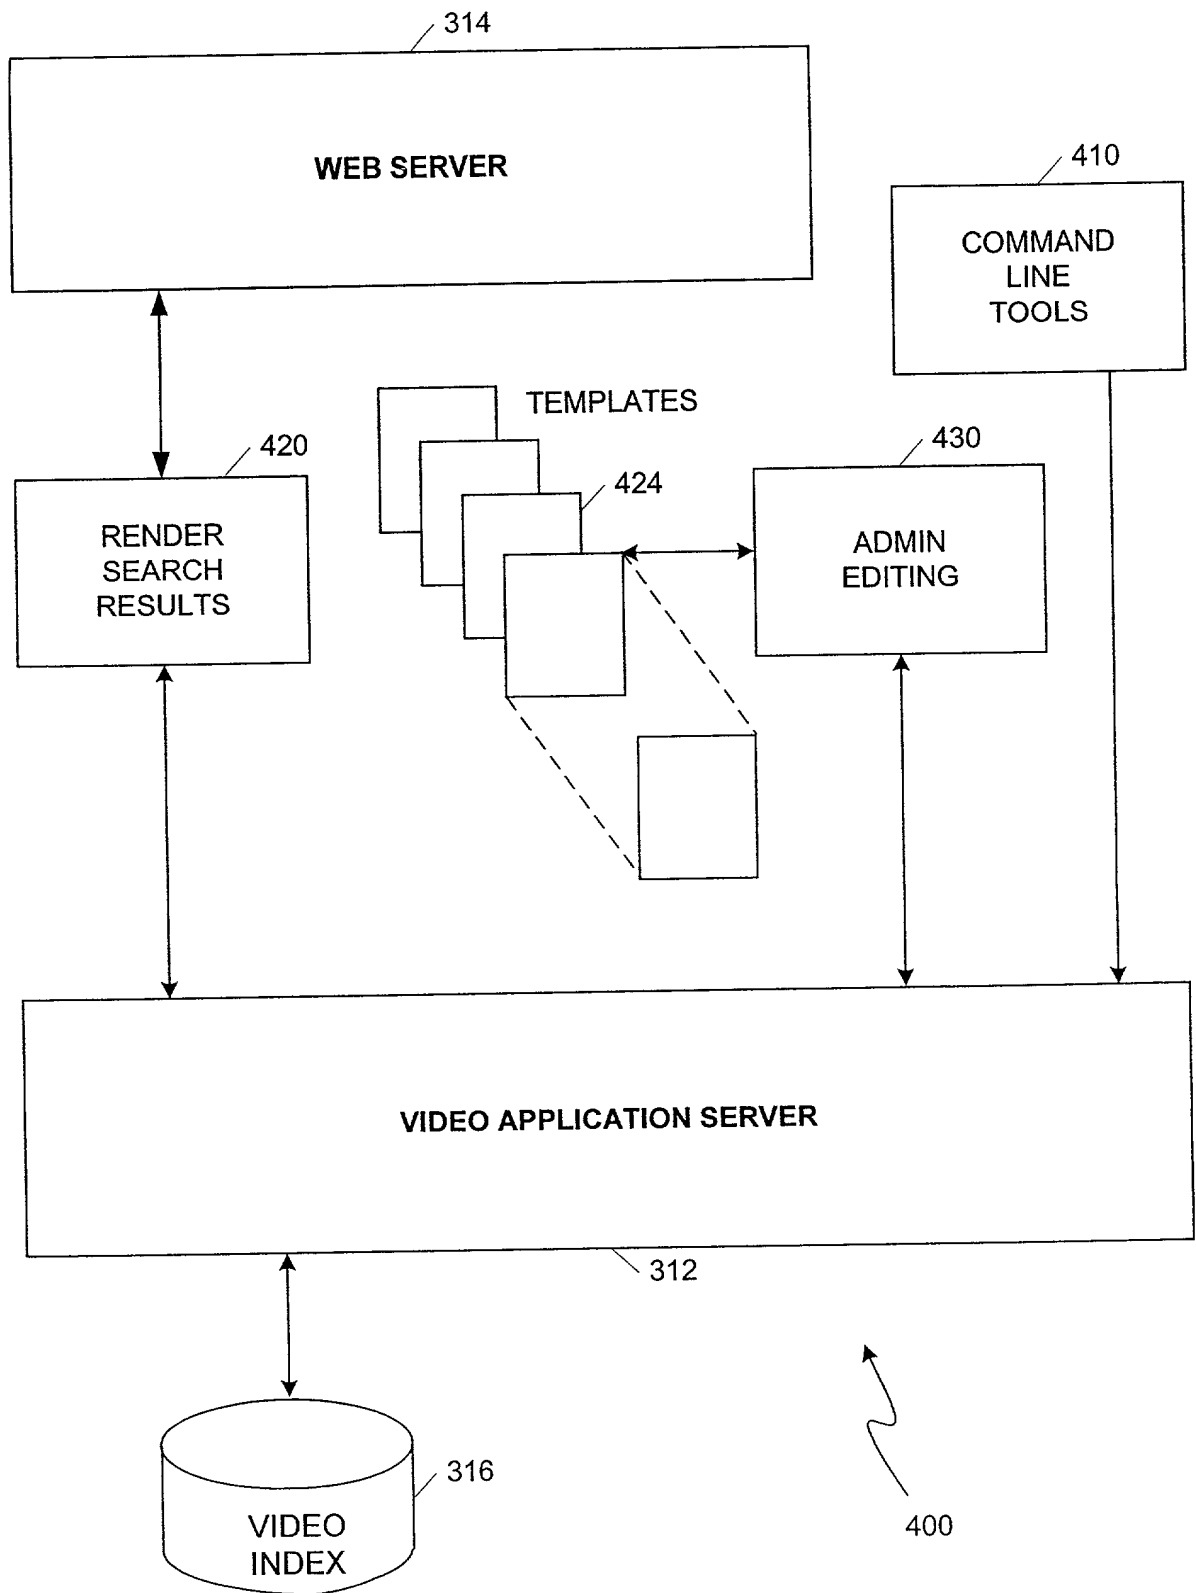 314
WEB SERVER
410
COMMAND
LINE
TOOLS
TEMPLATES
420
424
430
RENDER
SEARCH
RESULTS
ADMIN
EDITING
VIDEO APPLICATION SERVER
312
316
VIDEO
INDEX
400